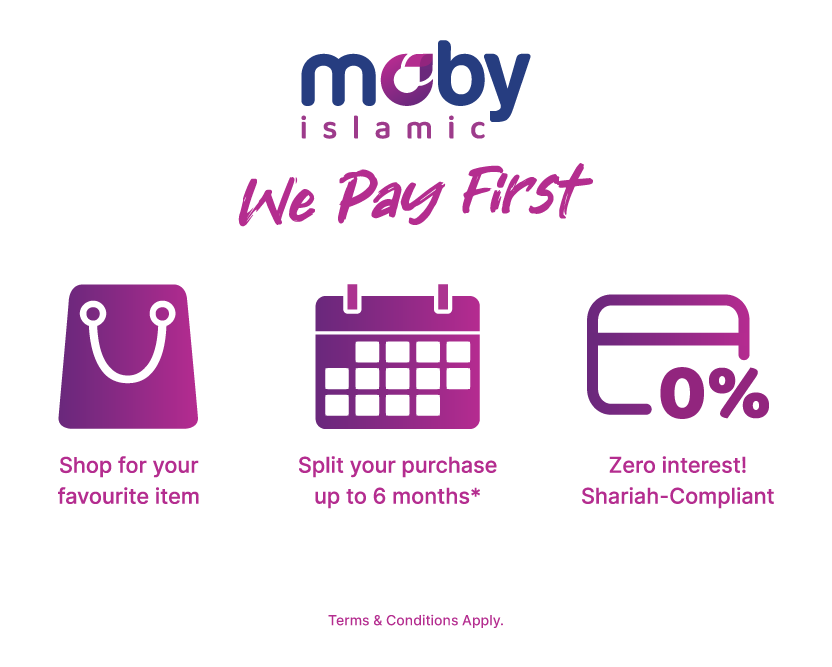 moby
islamic
We Pay First
0%
Shop for your
favourite item
Split your purchase
up to 6 months*
Zero interest!
Shariah-Compliant
Terms & Conditions Apply.